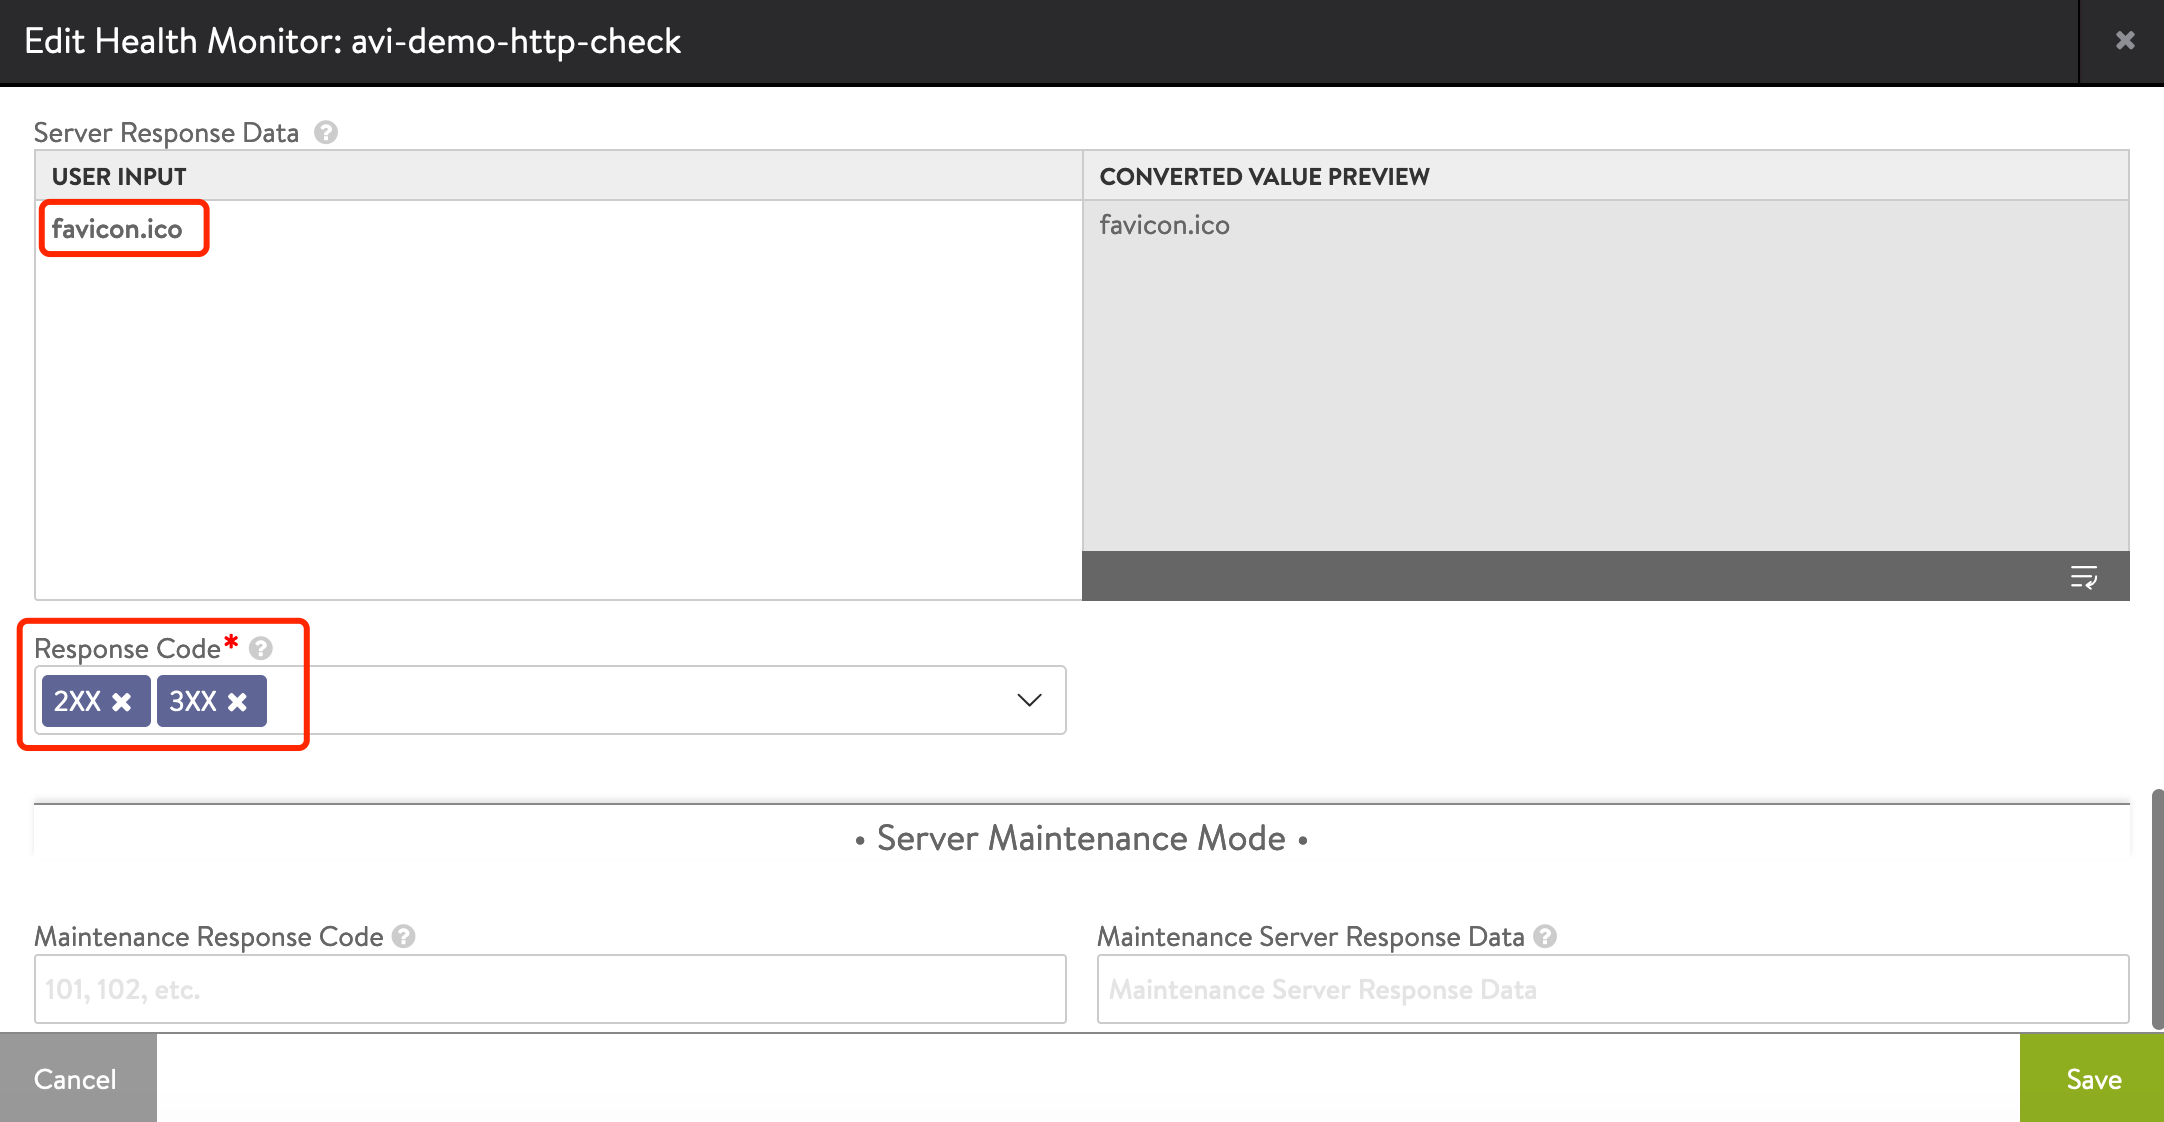 Edit Health Monitor: avi-demo-http-check
Server Response Data
USER INPUT
CONVERTED VALUE PREVIEW
favicon.ico
favicon.ico
Response Code*
2XX
3XX
• Server Maintenance Mode •
Maintenance Response Code
Maintenance Server Response Data
101, 102, etc.
Maintenance Server Response Data
Cancel
Save